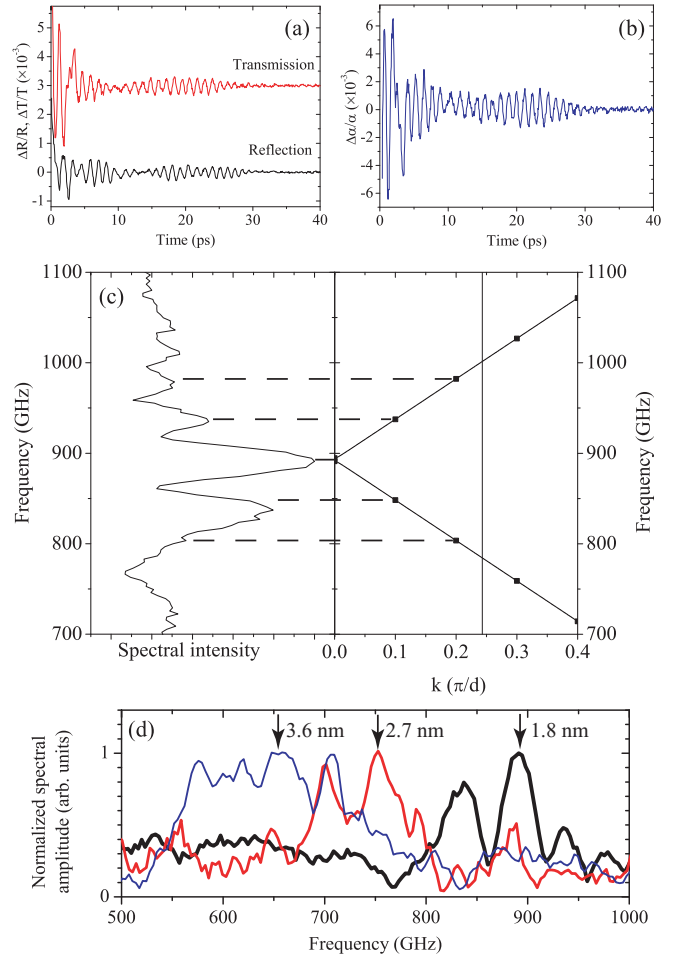 (a)
Transmission
Reflection
ΔR/R, ΔT/T (×10⁻³)
5
4
3
2
1
0
-1
0 10 20 30 40
Time (ps)
(b)
Δα/α (×10⁻³)
6
4
2
0
-2
-4
-6
0 10 20 30 40
Time (ps)
(c)
Frequency (GHz)
1100
1000
900
800
700
Spectral intensity
0.0 0.1 0.2 0.3 0.4
k (π/d)
1100
1000
900
800
700
Frequency (GHz)
(d)
3.6 nm
2.7 nm
1.8 nm
Normalized spectral
amplitude (arb. units)
1
0
500 600 700 800 900 1000
Frequency (GHz)